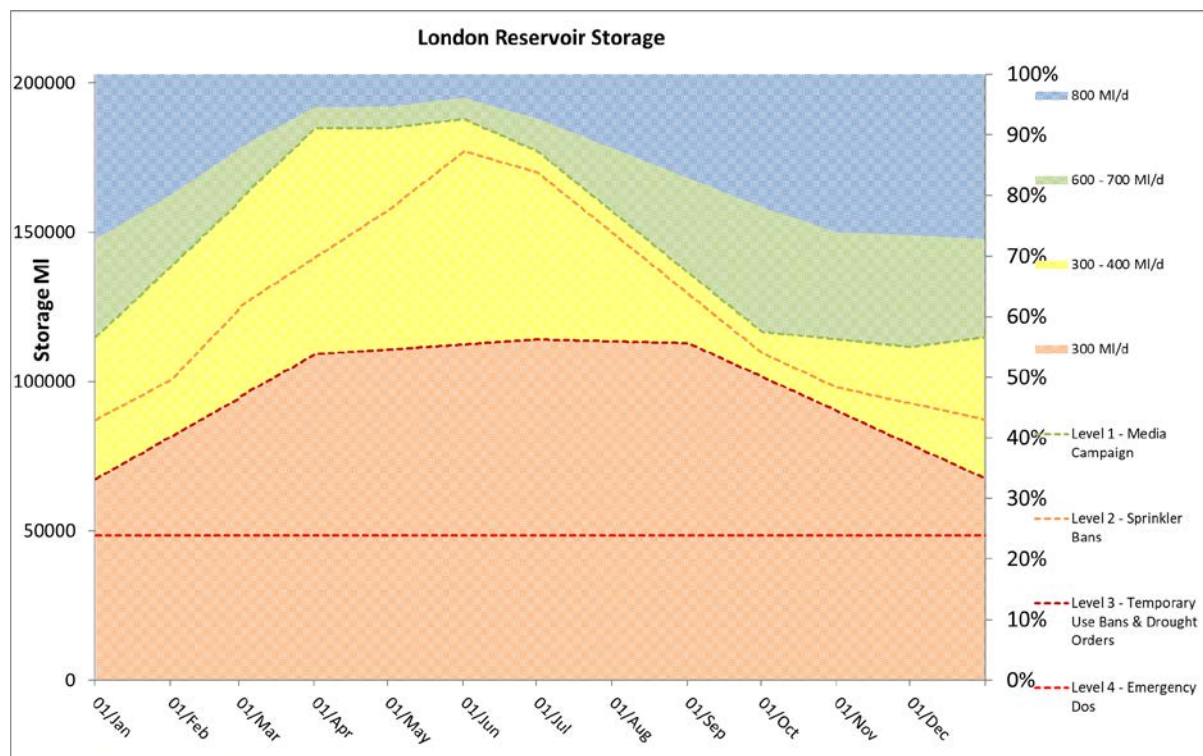 London Reservoir Storage
200000
150000
100000
50000
0
Storage Ml
100%
90%
80%
70%
60%
50%
40%
30%
20%
10%
0%
01/Jan
01/Feb
01/Mar
01/Apr
01/May
01/Jun
01/Jul
01/Aug
01/Sep
01/Oct
01/Nov
01/Dec
800 Ml/d
600 - 700 Ml/d
300 - 400 Ml/d
300 Ml/d
Level 1 - Media
Campaign
Level 2 - Sprinkler
Bans
Level 3 - Temporary
Use Bans & Drought
Orders
Level 4 - Emergency
Dos